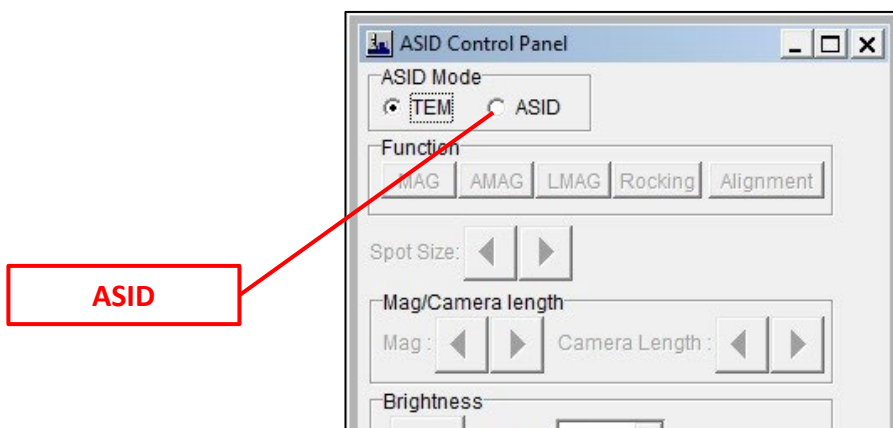 ASID Control Panel
ASID Mode
TEM ASID
Function
MAG AMAG LMAG Rocking Alignment
Spot Size:
ASID
Mag/Camera length
Mag : Camera Length :
Brightness